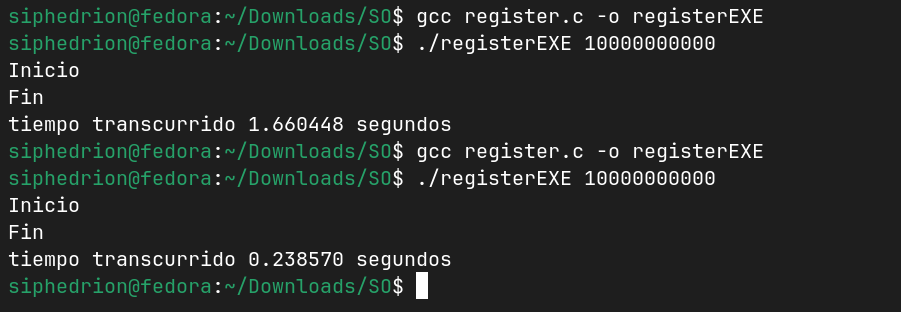 siphedrion@fedora:~/Downloads/SO$ gcc register.c -o registerEXE
siphedrion@fedora:~/Downloads/SO$ ./registerEXE 10000000000
Inicio
Fin
tiempo transcurrido 1.660448 segundos
siphedrion@fedora:~/Downloads/SO$ gcc register.c -o registerEXE
siphedrion@fedora:~/Downloads/SO$ ./registerEXE 10000000000
Inicio
Fin
tiempo transcurrido 0.238570 segundos
siphedrion@fedora:~/Downloads/SO$